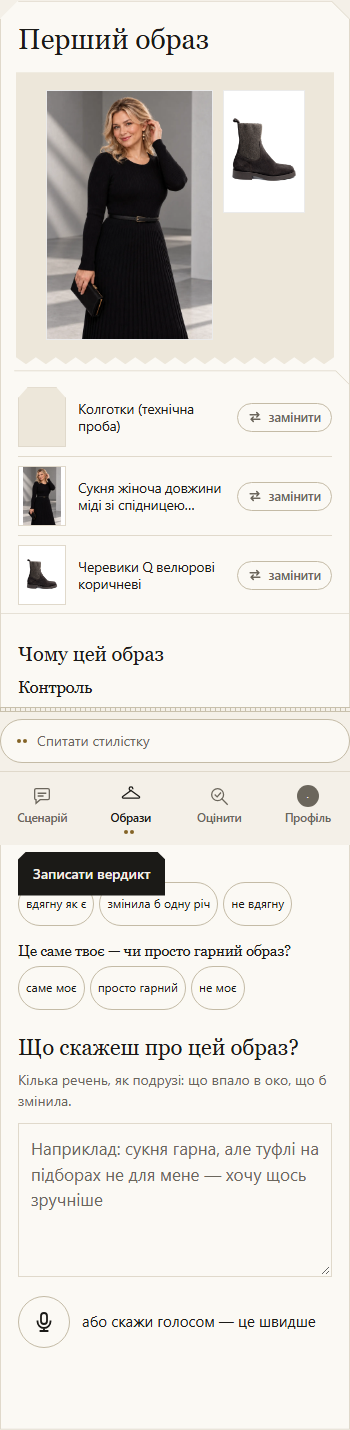 Перший образ
Колготки (технічна
проба)
замінити
Сукня жіноча довжини
міді зі спідницею...
замінити
Черевики Q велюрові
коричневі
замінити
Чому цей образ
Контроль
Спитати стилістку
Сценарій
Образи
Оцінити
Профіль
Записати вердикт
вдягну як є
змінила б одну річ
не вдягну
Це саме твоє — чи просто гарний образ?
саме моє
просто гарний
не моє
Що скажеш про цей образ?
Кілька речень, як подрузі: що впало в око, що б
змінила.
Наприклад: сукня гарна, але туфлі на
підборах не для мене — хочу щось
зручніше
або скажи голосом — це швидше